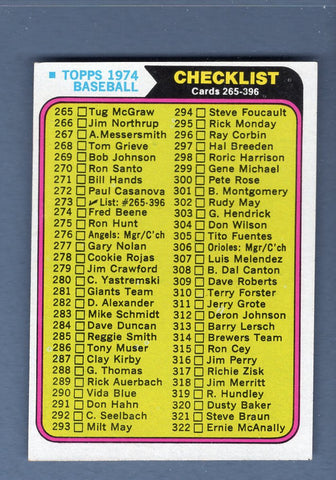 TOPPS 1974
BASEBALL
CHECKLIST
Cards 265-396
265 Tug McGraw
266 Jim Northrup
267 A.Messersmith
268 Tom Grieve
269 Bob Johnson
270 Ron Santo
271 Bill Hands
272 Paul Casanova
273 List: #265-396
274 Fred Beene
275 Ron Hunt
276 Angels: Mgr/C'ch
277 Gary Nolan
278 Cookie Rojas
279 Jim Crawford
280 C. Yastremski
281 Giants Team
282 D. Alexander
283 Mike Schmidt
284 Dave Duncan
285 Reggie Smith
286 Tony Muser
287 Clay Kirby
288 G. Thomas
289 Rick Auerbach
290 Vida Blue
291 Don Hahn
292 C. Seelbach
293 Milt May
294 Steve Foucault
295 Rick Monday
296 Ray Corbin
297 Hal Breeden
298 Roric Harrison
299 Gene Michael
300 Pete Rose
301 B. Montgomery
302 Rudy May
303 G. Hendrick
304 Don Wilson
305 Tito Fuentes
306 Orioles: Mgr/C'ch
307 Luis Melendez
308 B. Dal Canton
309 Dave Roberts
310 Terry Forster
311 Jerry Grote
312 Deron Johnson
313 Barry Lersch
314 Brewers Team
315 Ron Cey
316 Jim Perry
317 Richie Zisk
318 Jim Merritt
319 R. Hundley
320 Dusty Baker
321 Steve Braun
322 Ernie McAnally